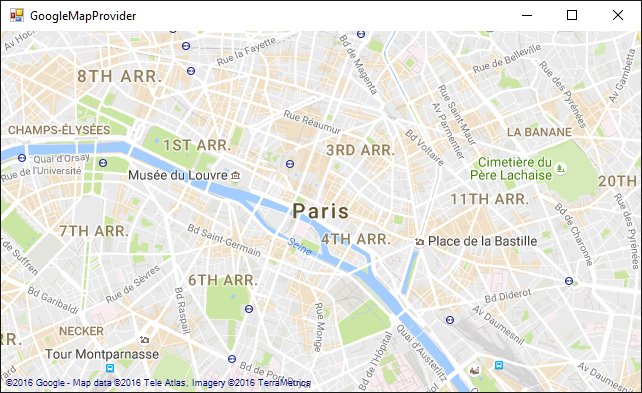 GoogleMapProvider
Av Hoche
Rue la Fayette
Bd de Magenta
Rue de Belleville
Av Gambetta
8TH ARR.
Rue des Pyrénées
Rue Saint-Maur
Av Parmentier
Rue Réaumur
CHAMPS-ÉLYSÉES
LA BANANE
1ST ARR.
3RD ARR.
Bd Voltaire
Quai d'Orsay
Rue de l'Université
Musée du Louvre
Cimetière du
Père Lachaise
20TH
11TH ARR.
Paris
7TH ARR.
Bd Saint-Germain
Seine
4TH ARR.
Place de la Bastille
Bd de Charonne
Rue des Pyrénées
de Suffren
Rue de Sèvres
6TH ARR.
Bd Garibaldi
Bd Raspail
Rue Monge
Bd Diderot
Av Daumesnil
RR.
NECKER
Tour Montparnasse
Quai d'Austerlitz
Bd de l'Hôpital
Av Daumesnil
Bd de Port
©2016 Google - Map data ©2016 Tele Atlas, Imagery ©2016 TerraMetrics